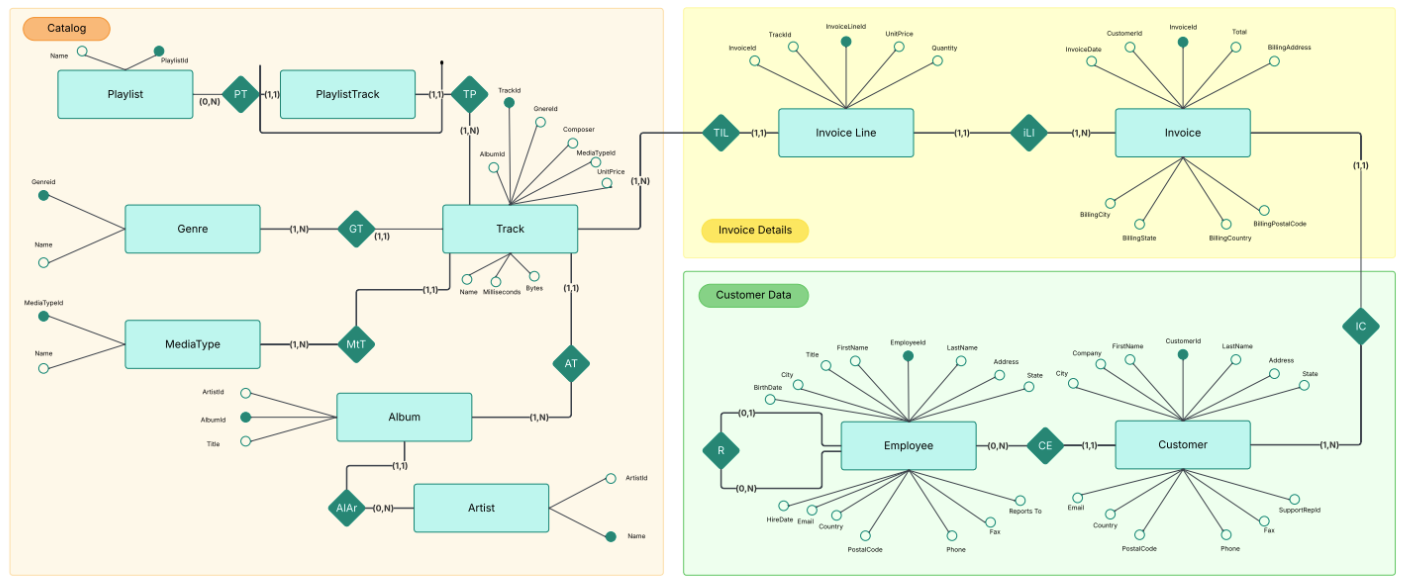 Catalog
Name
PlaylistId
Playlist
(0,N)
PT
(1,1)
PlaylistTrack
(1,1)
TP
(1,N)
TrackId
GnereId
Composer
AlbumId
MediaTypeId
UnitPrice
(1,N)
GenreId
Name
Genre
(1,N)
GT
(1,1)
Track
Name
Milliseconds
Bytes
(1,1)
(1,1)
MediaTypeId
Name
MediaType
(1,N)
MtT
AT
ArtistId
AlbumId
Title
Album
(1,N)
(1,1)
AlAr
(0,N)
Artist
ArtistId
Name
InvoiceId
TrackId
InvoiceLineId
UnitPrice
Quantity
TIL
(1,1)
Invoice Line
(1,1)
iLI
(1,N)
InvoiceDate
CustomerId
InvoiceId
Total
BillingAddress
Invoice
(1,1)
BillingCity
BillingState
BillingCountry
BillingPostalCode
Invoice Details
Customer Data
IC
BirthDate
City
Title
FirstName
EmployeeId
LastName
Address
State
(0,1)
R
(0,N)
Employee
(0,N)
CE
(1,1)
HireDate
Email
Country
PostalCode
Phone
Fax
Reports To
City
Company
FirstName
CustomerId
LastName
Address
State
Customer
(1,N)
Email
Country
PostalCode
Phone
Fax
SupportRepId